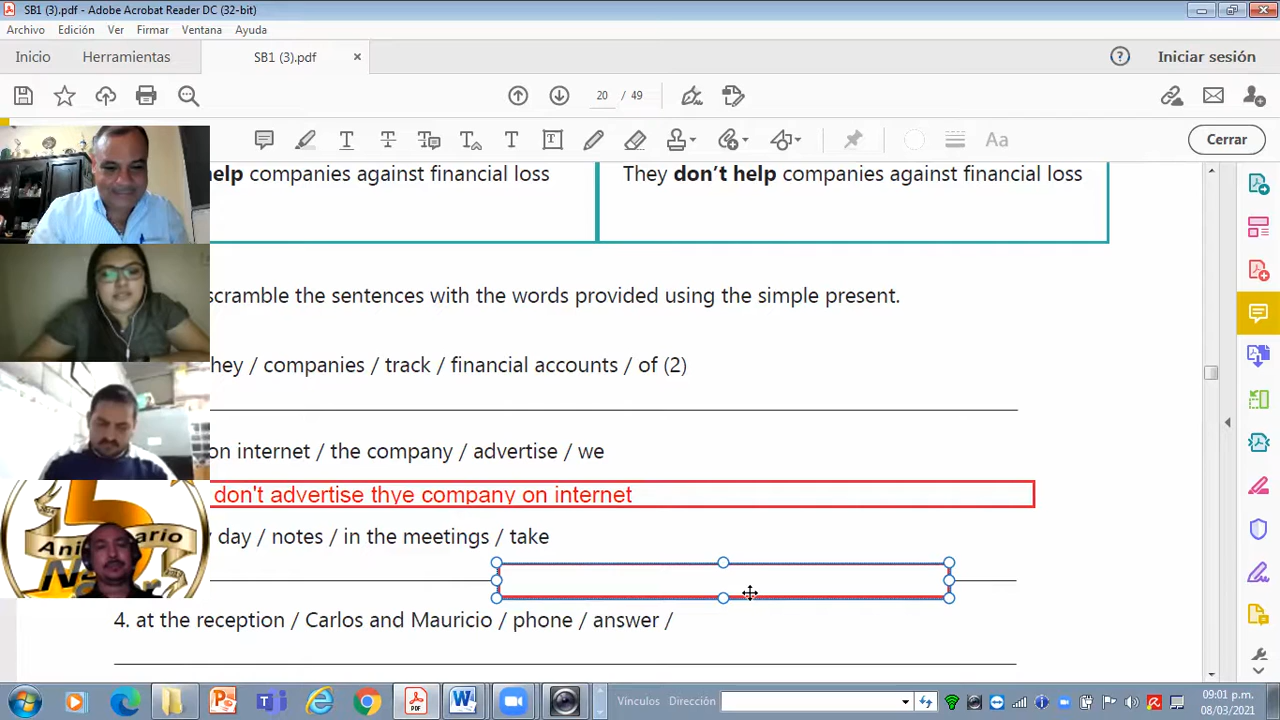 SB1 (3).pdf - Adobe Acrobat Reader DC (32-bit)
Archivo Edición Ver Firmar Ventana Ayuda
Inicio Herramientas SB1 (3).pdf × Iniciar sesión
20 / 49
Aa Cerrar
help companies against financial loss They don't help companies against financial loss
scramble the sentences with the words provided using the simple present.
hey / companies / track / financial accounts / of (2)
on internet / the company / advertise / we
don't advertise thye company on internet
day / notes / in the meetings / take
4. at the reception / Carlos and Mauricio / phone / answer /
Vínculos Dirección
09:01 p.m.
08/03/2021